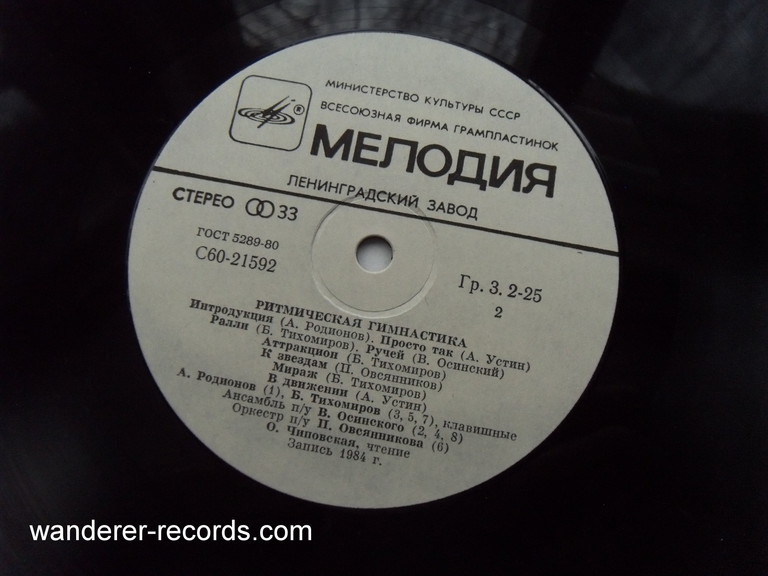 МИНИСТЕРСТВО КУЛЬТУРЫ СССР
ВСЕСОЮЗНАЯ ФИРМА ГРАМПЛАСТИНОК
®
МЕЛОДИЯ
ЛЕНИНГРАДСКИЙ ЗАВОД
СТЕРЕО 33
ГОСТ 5289-80
С60-21592
Гр. 3. 2-25
2
РИТМИЧЕСКАЯ ГИМНАСТИКА
Интродукция (А. Родионов). Просто так (А. Устин)
Ралли (Б. Тихомиров). Ручей (В. Осинский)
Аттракцион (Б. Тихомиров)
К звездам (П. Овсянников)
Мираж (Б. Тихомиров)
В движении (А. Устин)
А. Родионов (1), Б. Тихомиров (3, 5, 7), клавишные
Ансамбль п/у В. Осинского (2, 4, 8)
Оркестр п/у П. Овсянникова (6)
О. Чиповская, чтение
Запись 1984 г.
wanderer-records.com